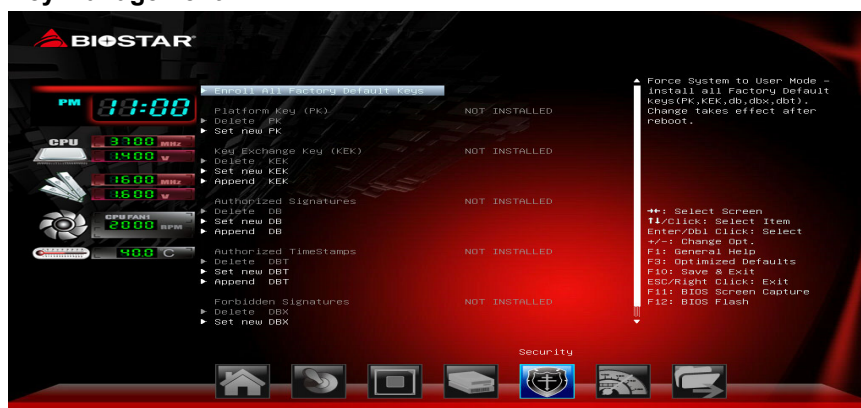 BIOSTAR
PM 11:00
CPU 3700 MHz
1.400 V
1600 MHz
1.600 V
CPU FAN1
2000 RPM
40.0 C
Enroll All Factory Default Keys
Platform Key (PK) NOT INSTALLED
Delete PK
Set new PK
Key Exchange Key (KEK) NOT INSTALLED
Delete KEK
Set new KEK
Append KEK
Authorized Signatures NOT INSTALLED
Delete DB
Set new DB
Append DB
Authorized TimeStamps NOT INSTALLED
Delete DBT
Set new DBT
Append DBT
Forbidden Signatures NOT INSTALLED
Delete DBX
Set new DBX
Force System to User Mode -
install all Factory Default
keys(PK,KEK,db,dbx,dbt).
Change takes effect after
reboot.
→←: Select Screen
↑↓/Click: Select Item
Enter/Dbl Click: Select
+/-: Change Opt.
F1: General Help
F3: Optimized Defaults
F10: Save & Exit
ESC/Right Click: Exit
F11: BIOS Screen Capture
F12: BIOS Flash
Security